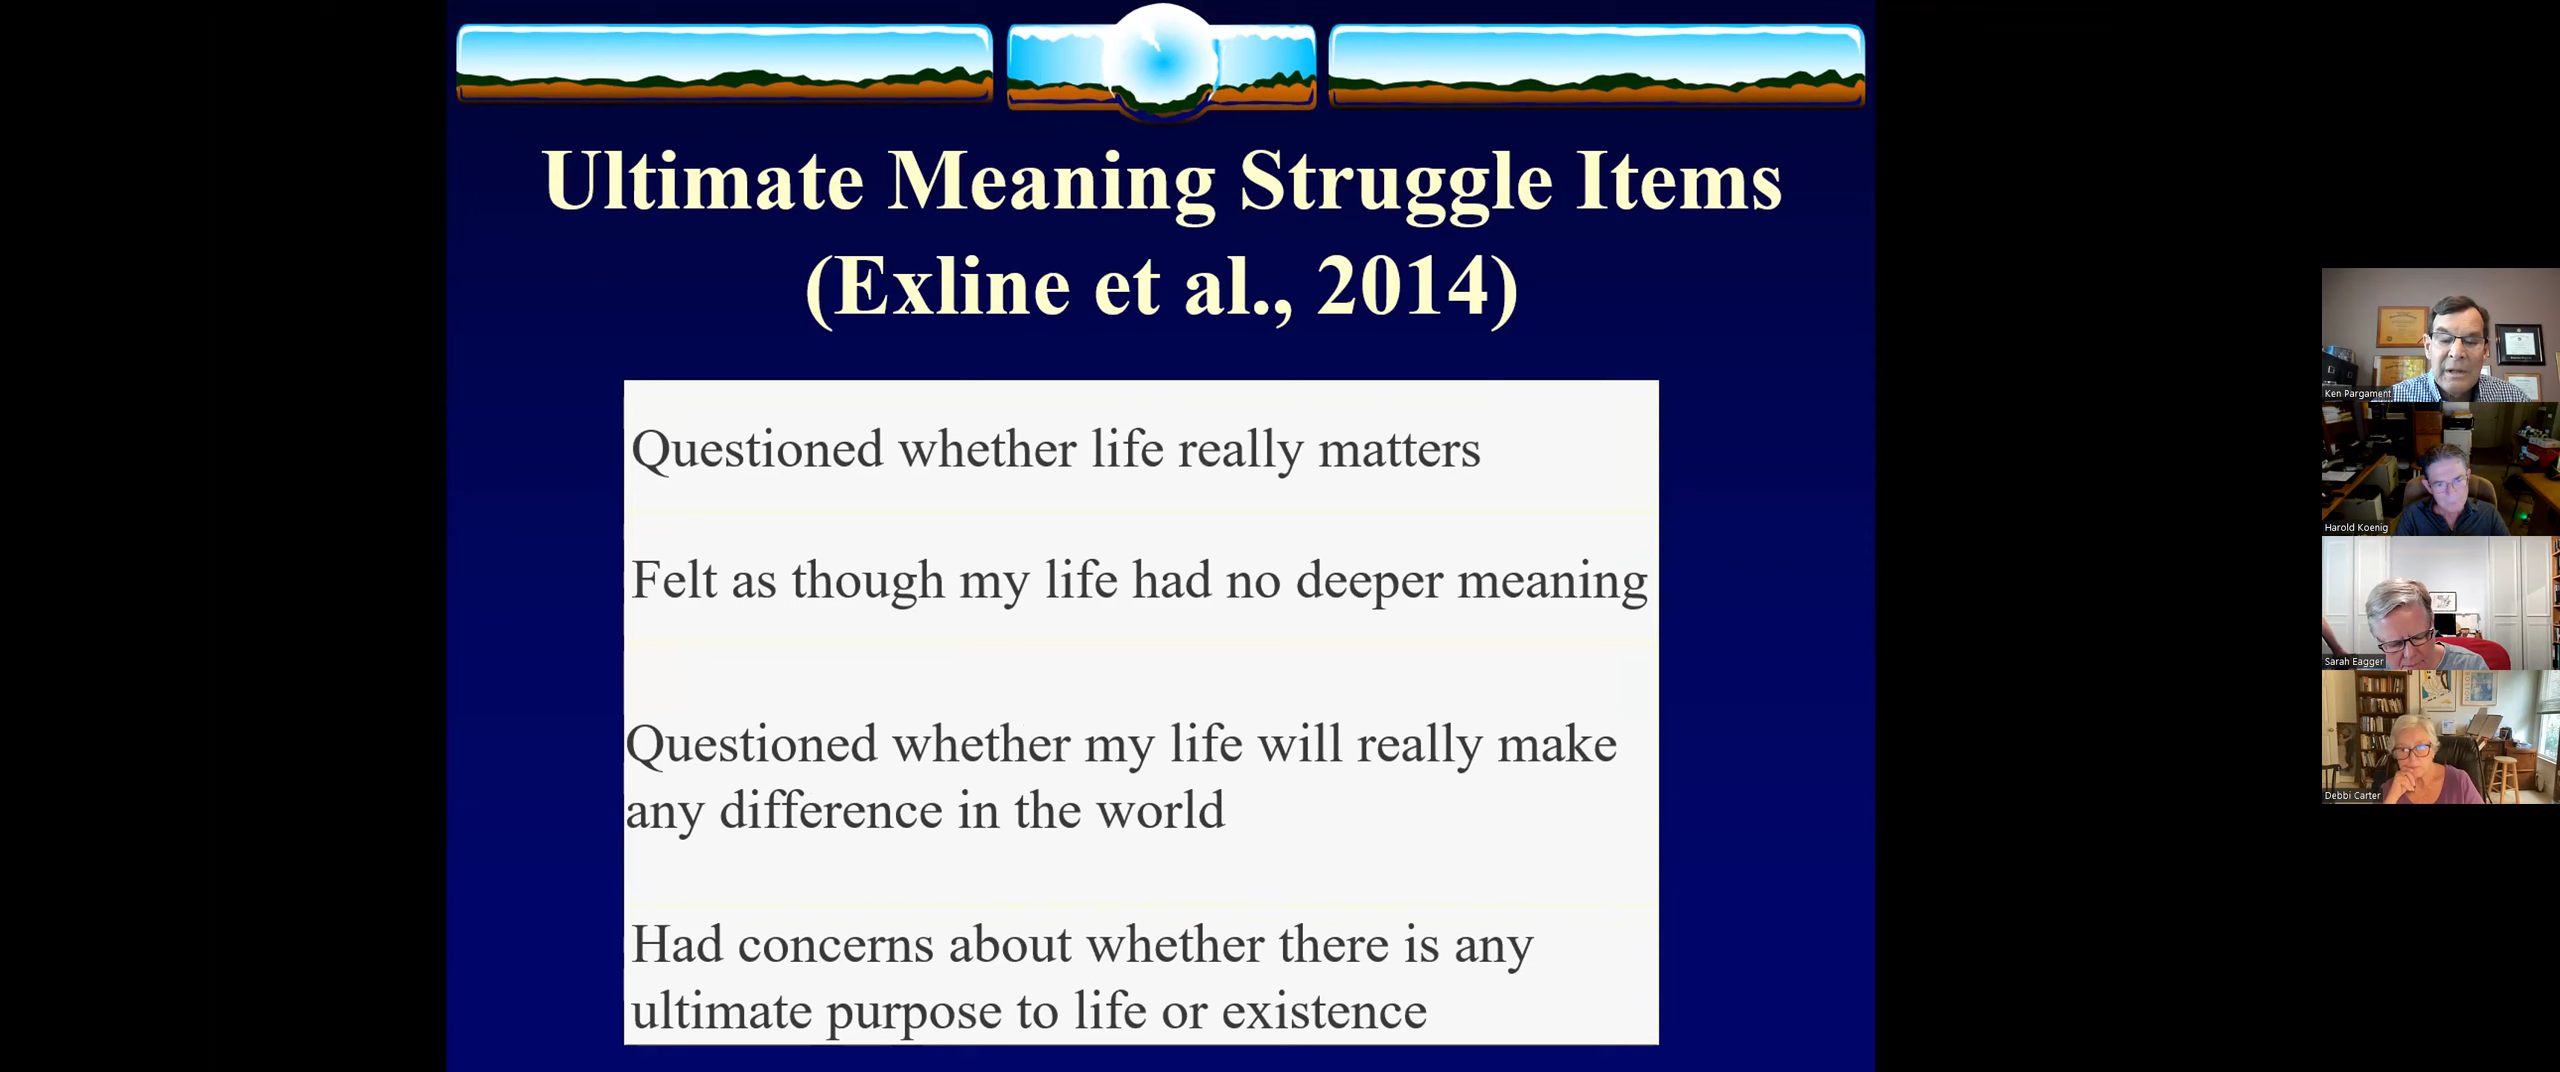 Ultimate Meaning Struggle Items
(Exline et al., 2014)
Questioned whether life really matters
Felt as though my life had no deeper meaning
Questioned whether my life will really make
any difference in the world
Had concerns about whether there is any
ultimate purpose to life or existence
Ken Pargament
Harold Koenig
Sarah Eagger
Debbi Carter